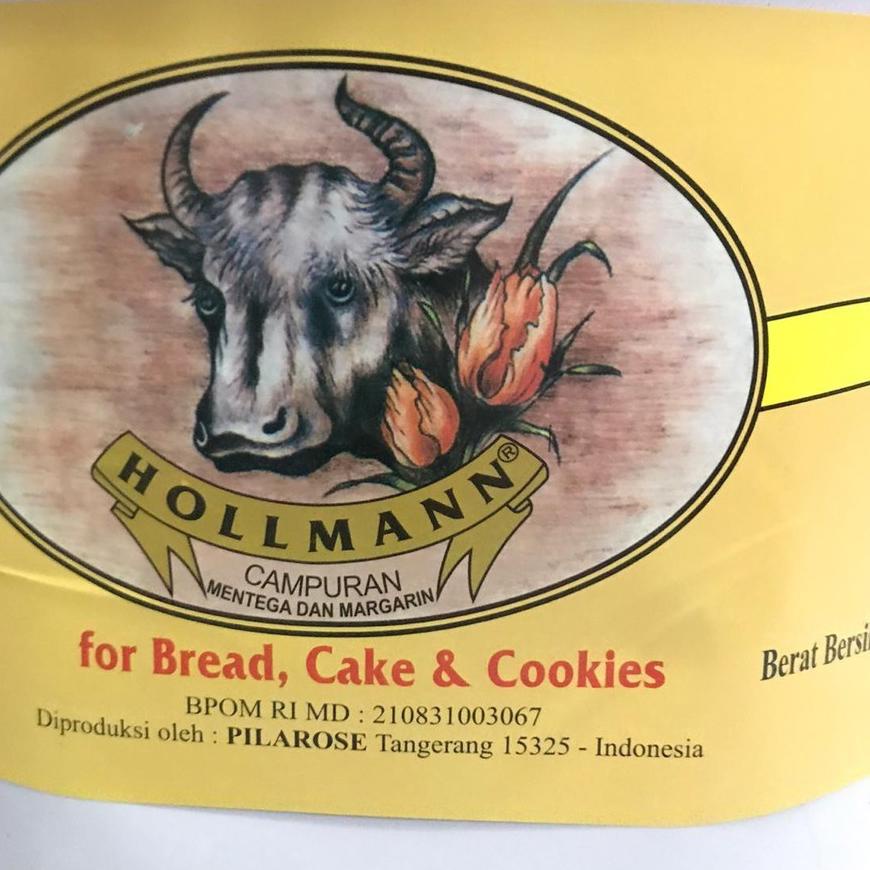 HOLLMANN®
CAMPURAN
MENTEGA DAN MARGARIN
for Bread, Cake & Cookies
BPOM RI MD : 210831003067
Diproduksi oleh : PILAROSE Tangerang 15325 - Indonesia
Berat